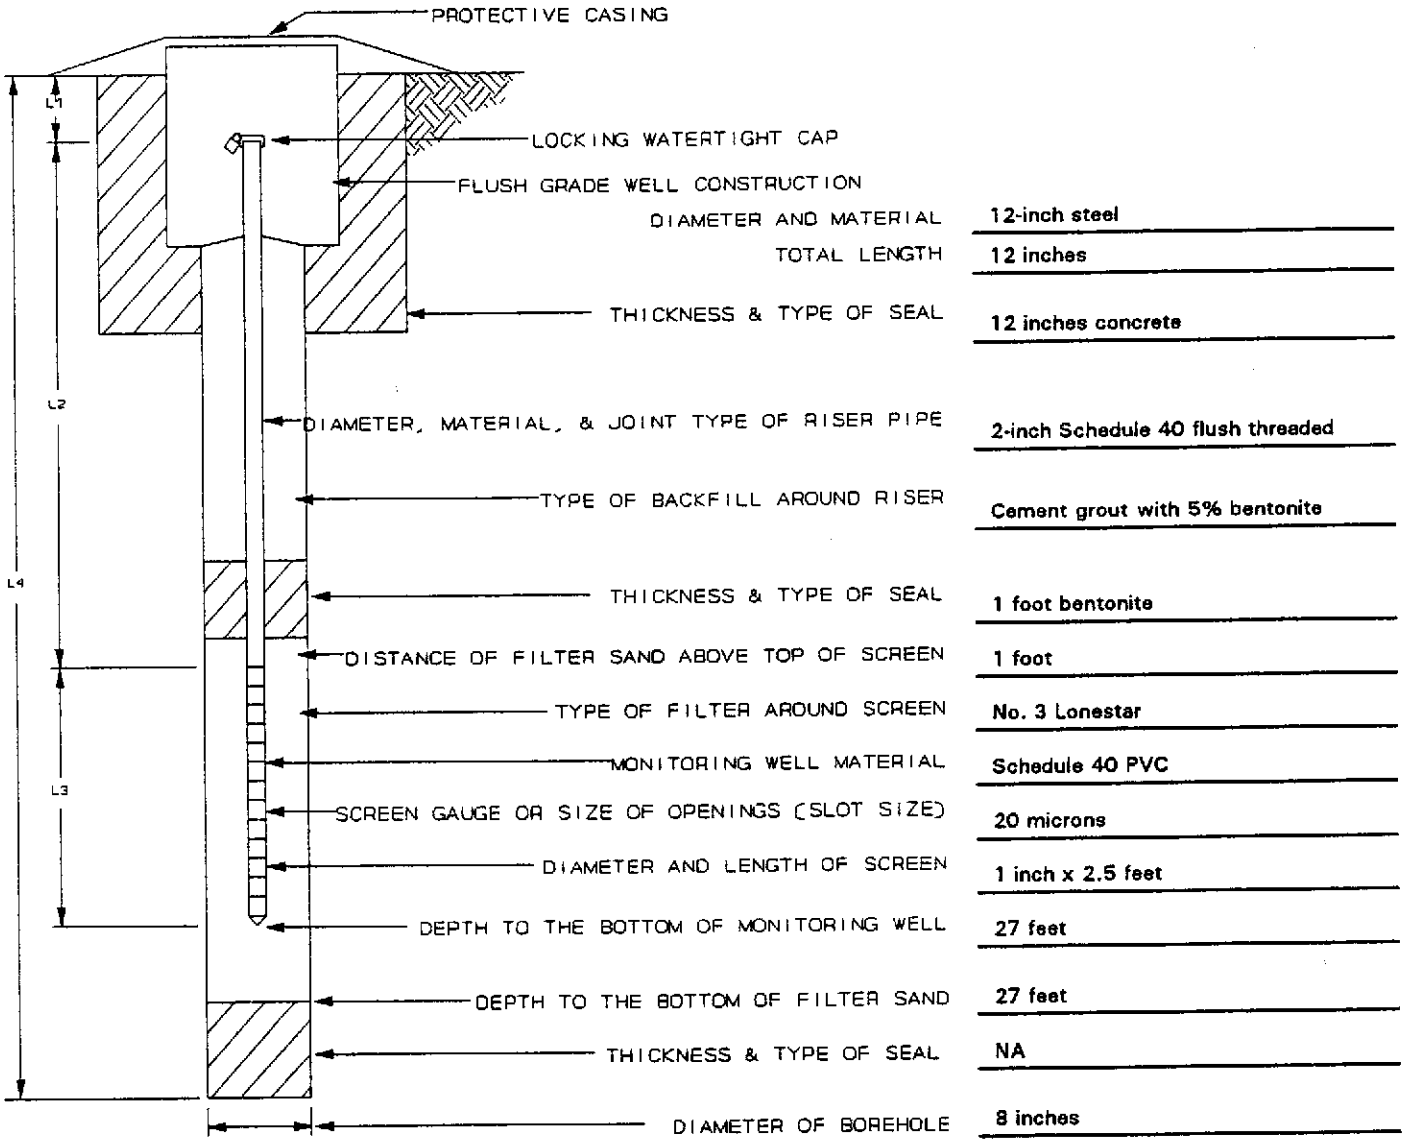 PROTECTIVE CASING
L1
LOCKING WATERTIGHT CAP
FLUSH GRADE WELL CONSTRUCTION
DIAMETER AND MATERIAL 12-inch steel
TOTAL LENGTH 12 inches
THICKNESS & TYPE OF SEAL 12 inches concrete
L2
DIAMETER, MATERIAL, & JOINT TYPE OF RISER PIPE 2-inch Schedule 40 flush threaded
TYPE OF BACKFILL AROUND RISER Cement grout with 5% bentonite
L4
THICKNESS & TYPE OF SEAL 1 foot bentonite
DISTANCE OF FILTER SAND ABOVE TOP OF SCREEN 1 foot
TYPE OF FILTER AROUND SCREEN No. 3 Lonestar
MONITORING WELL MATERIAL Schedule 40 PVC
L3
SCREEN GAUGE OR SIZE OF OPENINGS (SLOT SIZE) 20 microns
DIAMETER AND LENGTH OF SCREEN 1 inch x 2.5 feet
DEPTH TO THE BOTTOM OF MONITORING WELL 27 feet
DEPTH TO THE BOTTOM OF FILTER SAND 27 feet
THICKNESS & TYPE OF SEAL NA
DIAMETER OF BOREHOLE 8 inches